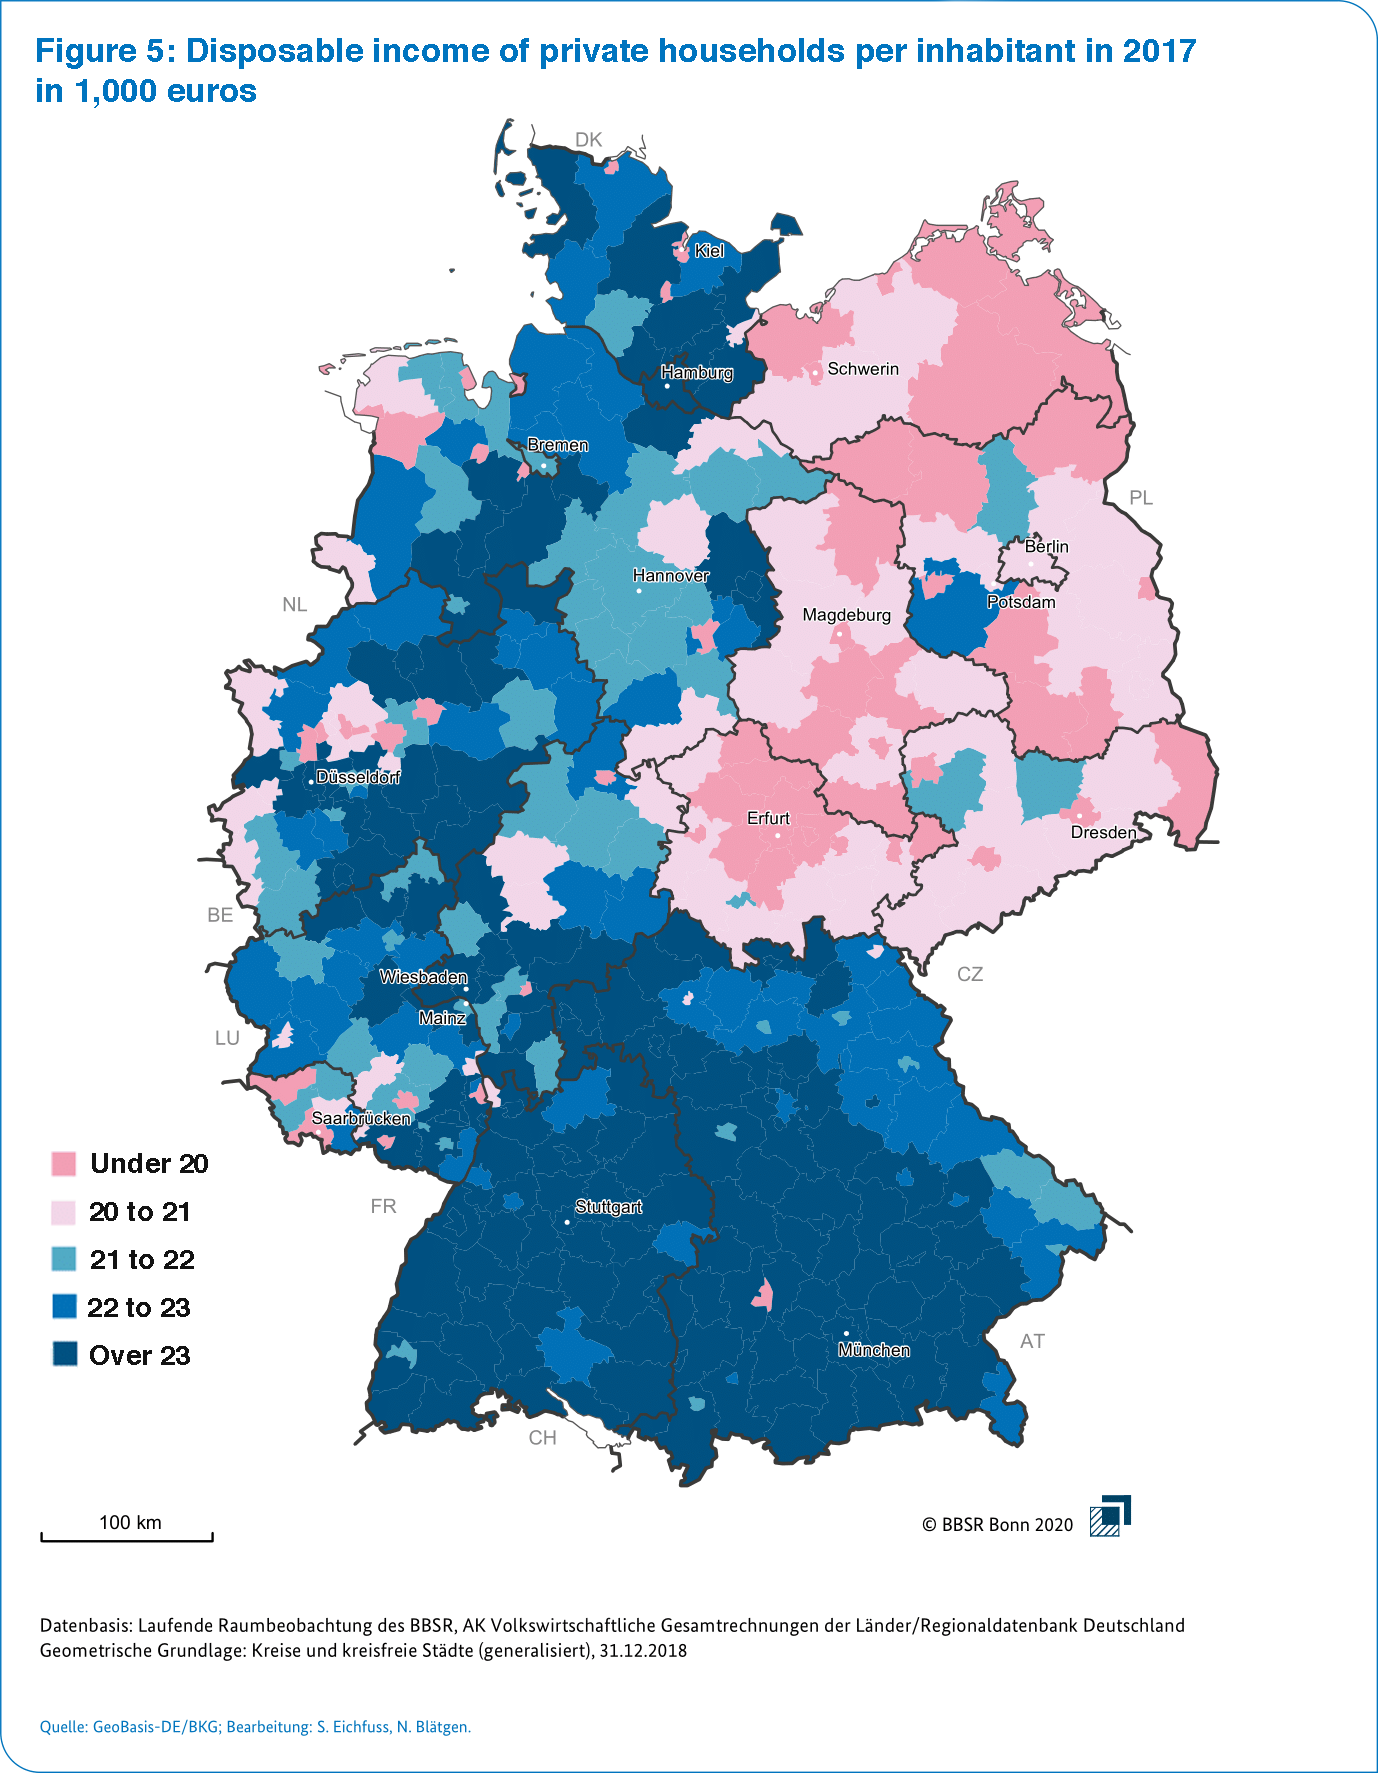 Figure 5: Disposable income of private households per inhabitant in 2017
in 1,000 euros
DK
Kiel
Schwerin
Hamburg
Bremen
PL
Berlin
Hannover
NL
Potsdam
Magdeburg
Düsseldorf
Erfurt
Dresden
BE
CZ
Wiesbaden
Mainz
LU
Saarbrücken
Under 20
FR
Stuttgart
20 to 21
21 to 22
22 to 23
AT
München
Over 23
CH
100 km
© BBSR Bonn 2020
Datenbasis: Laufende Raumbeobachtung des BBSR, AK Volkswirtschaftliche Gesamtrechnungen der Länder/Regionaldatenbank Deutschland
Geometrische Grundlage: Kreise und kreisfreie Städte (generalisiert), 31.12.2018
Quelle: GeoBasis-DE/BKG; Bearbeitung: S. Eichfuss, N. Blätgen.